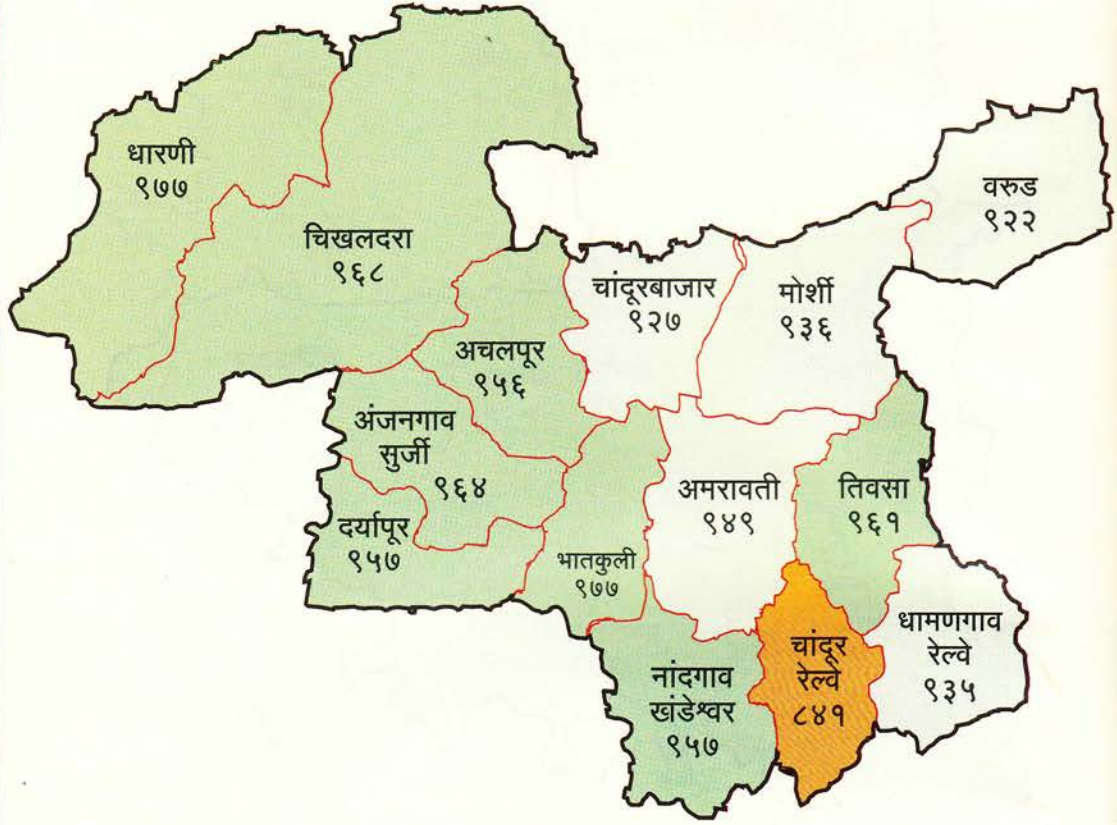 धारणी
९७७
चिखलदरा
९६८
वरुड
९२२
चांदूरबाजार
९२७
मोर्शी
९३६
अचलपूर
९५६
अंजनगाव
सुर्जी
९६४
अमरावती
९४९
तिवसा
९६१
दर्यापूर
९५७
भातकुली
९७७
धामणगाव
रेल्वे
९३५
चांदूर
रेल्वे
८४१
नांदगाव
खंडेश्वर
९५७